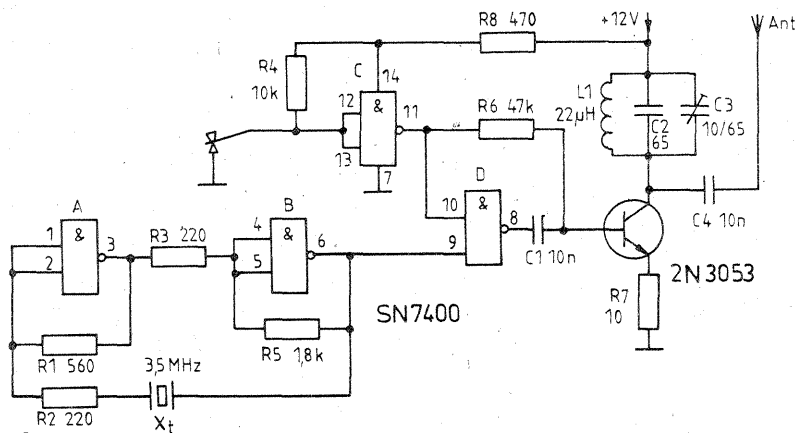 R8 470
+12V
Ant
R4
10k
C
14
12
&
11
13
7
R6 47k
L1
22µH
C2
65
C3
10/65
D
10
&
8
9
C1 10n
C4 10n
2N3053
R7
10
A
1
&
3
2
R3 220
B
4
&
6
5
SN7400
R1 560
R5 1,8k
3,5MHz
R2 220
Xt